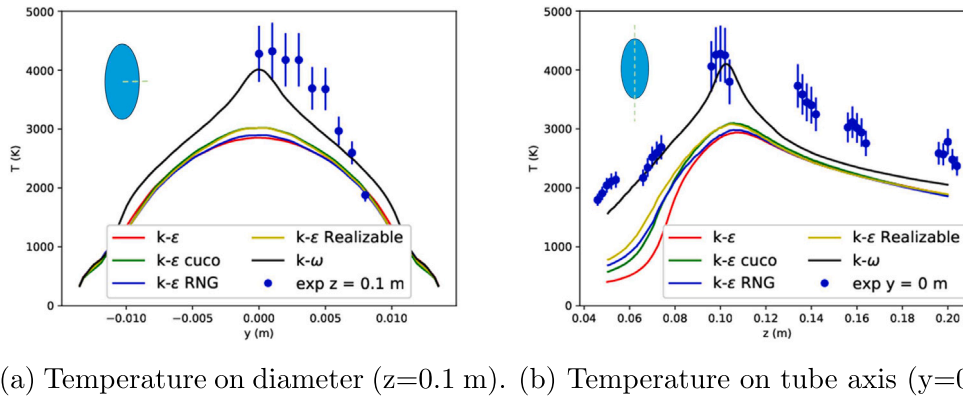 5000
4000
3000
2000
1000
0
T (K)
k-ε
k-ε cuco
k-ε RNG
k-ε Realizable
k-ω
exp z = 0.1 m
−0.010
−0.005
0.000
0.005
0.010
y (m)
5000
4000
3000
2000
1000
0
T (K)
k-ε
k-ε cuco
k-ε RNG
k-ε Realizable
k-ω
exp y = 0 m
0.04
0.06
0.08
0.10
0.12
0.14
0.16
0.18
0.20
z (m)
(a) Temperature on diameter (z=0.1 m).
(b) Temperature on tube axis (y=0